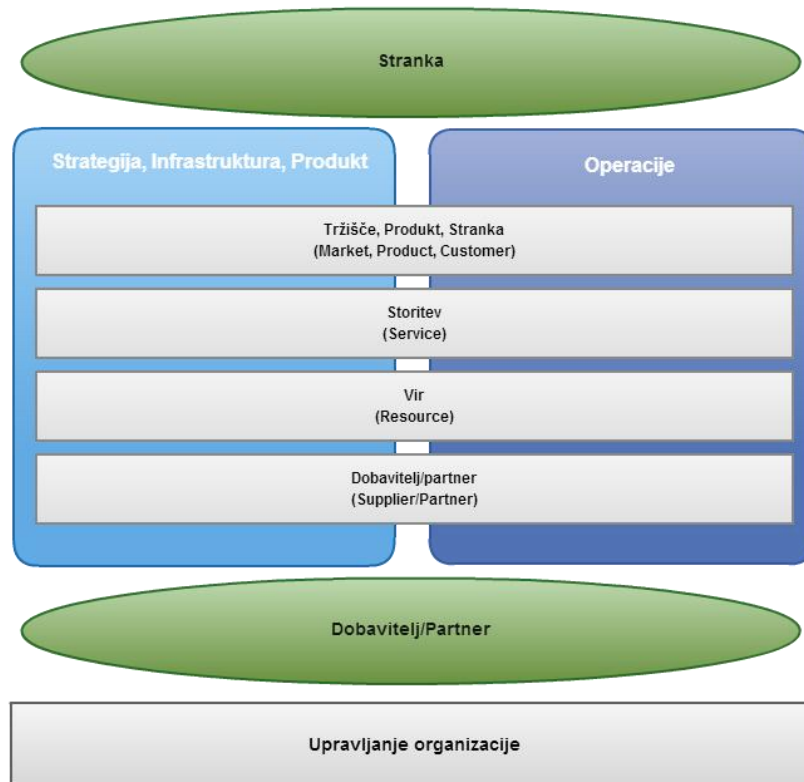 Stranka
Strategija, Infrastruktura, Produkt
Operacije
Tržišče, Produkt, Stranka
(Market, Product, Customer)
Storitev
(Service)
Vir
(Resource)
Dobavitelj/partner
(Supplier/Partner)
Dobavitelj/Partner
Upravljanje organizacije